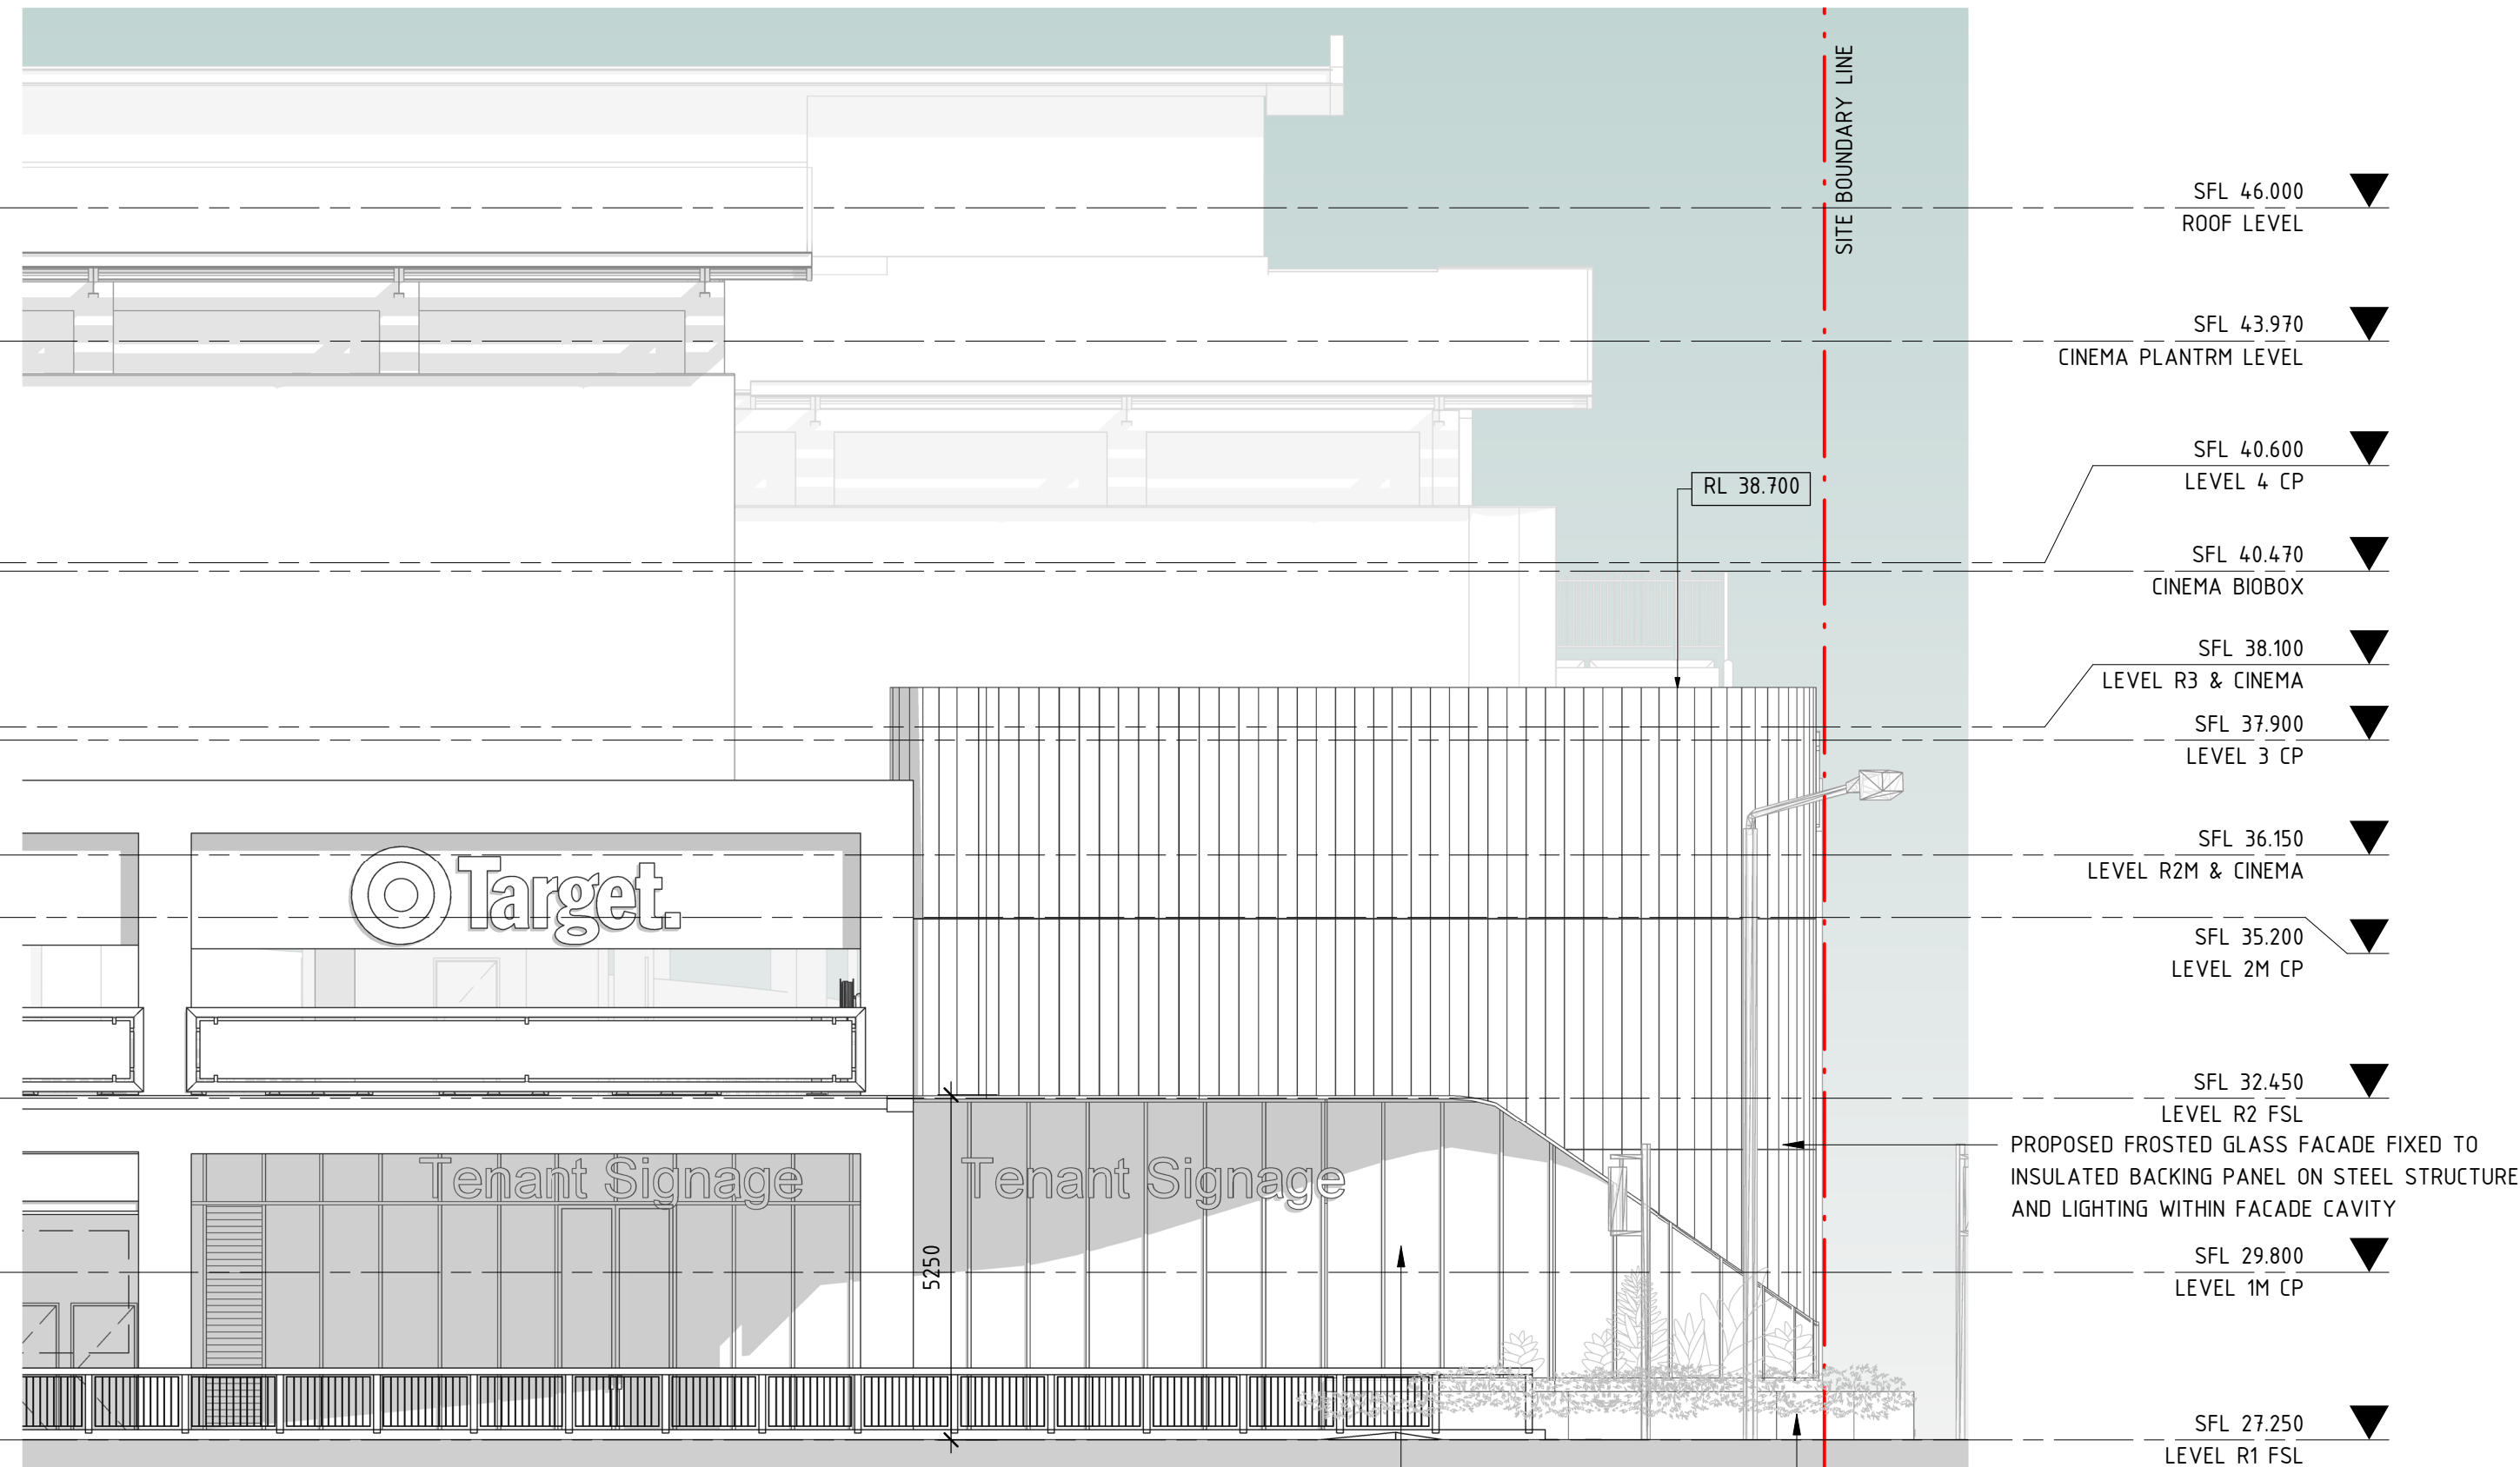 SITE BOUNDARY LINE
SFL 46.000
ROOF LEVEL
SFL 43.970
CINEMA PLANTRM LEVEL
SFL 40.600
LEVEL 4 CP
RL 38.700
SFL 40.470
CINEMA BIOBOX
SFL 38.100
LEVEL R3 & CINEMA
SFL 37.900
LEVEL 3 CP
SFL 36.150
LEVEL R2M & CINEMA
Target.
SFL 35.200
LEVEL 2M CP
SFL 32.450
LEVEL R2 FSL
PROPOSED FROSTED GLASS FACADE FIXED TO
INSULATED BACKING PANEL ON STEEL STRUCTURE
AND LIGHTING WITHIN FACADE CAVITY
Tenant Signage
Tenant Signage
5250
SFL 29.800
LEVEL 1M CP
SFL 27.250
LEVEL R1 FSL